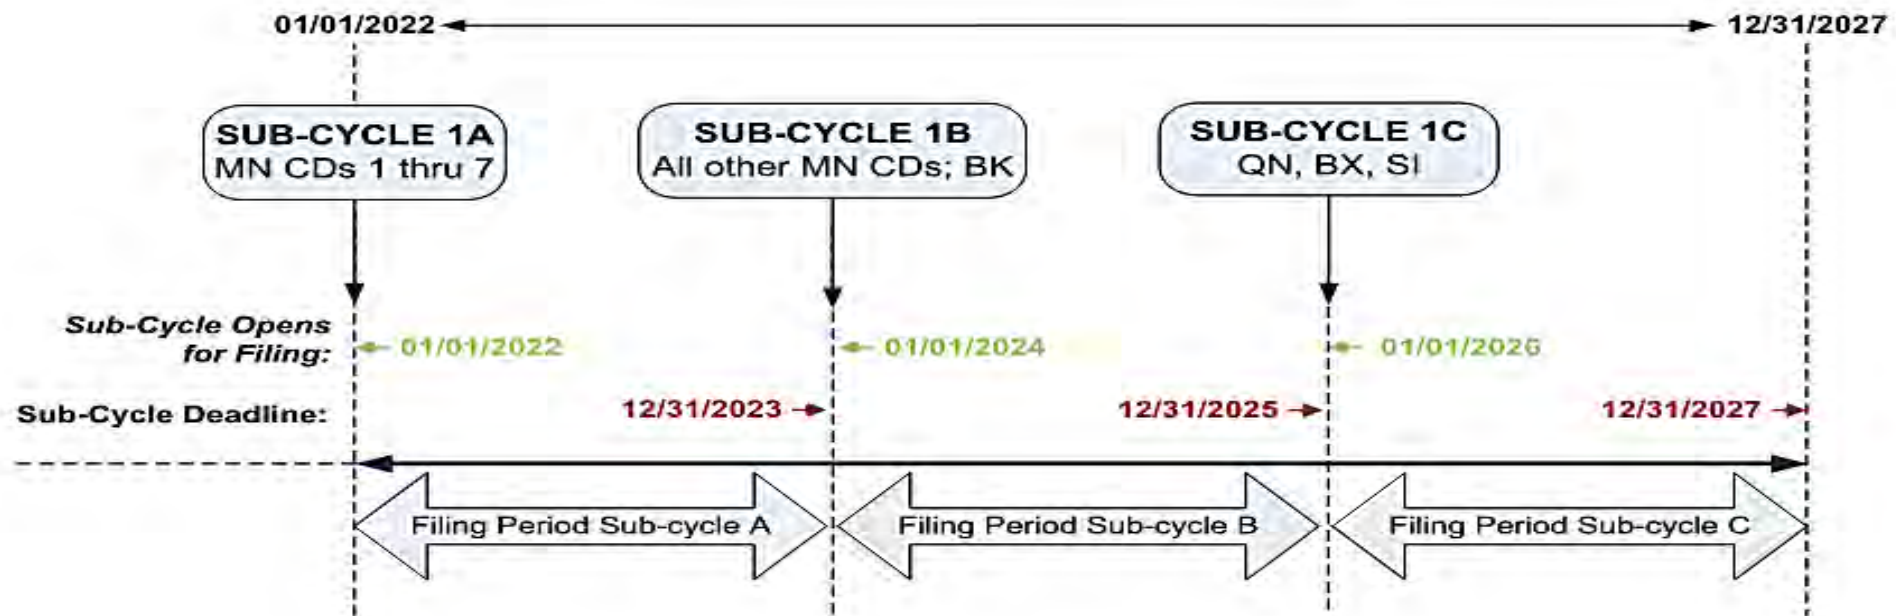 01/01/2022
12/31/2027
SUB-CYCLE 1A
MN CDs 1 thru 7
SUB-CYCLE 1B
All other MN CDs; BK
SUB-CYCLE 1C
QN, BX, SI
Sub-Cycle Opens
for Filing:
01/01/2022
01/01/2024
01/01/2026
Sub-Cycle Deadline:
12/31/2023
12/31/2025
12/31/2027
Filing Period Sub-cycle A
Filing Period Sub-cycle B
Filing Period Sub-cycle C